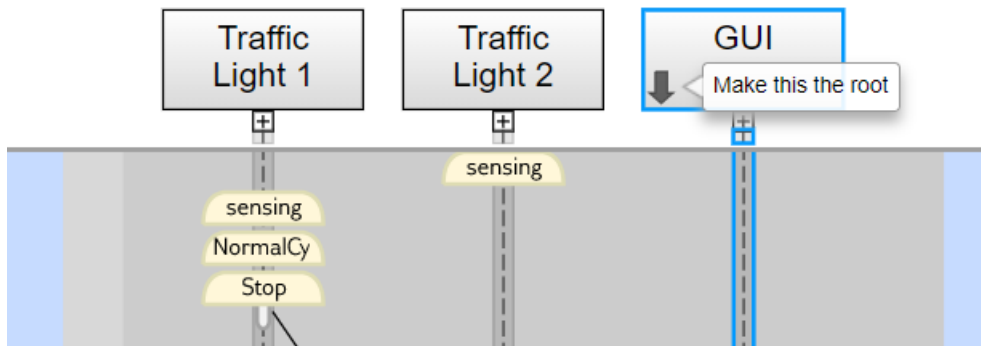 Traffic
Light 1
Traffic
Light 2
GUI
Make this the root
sensing
sensing
NormalCy
Stop